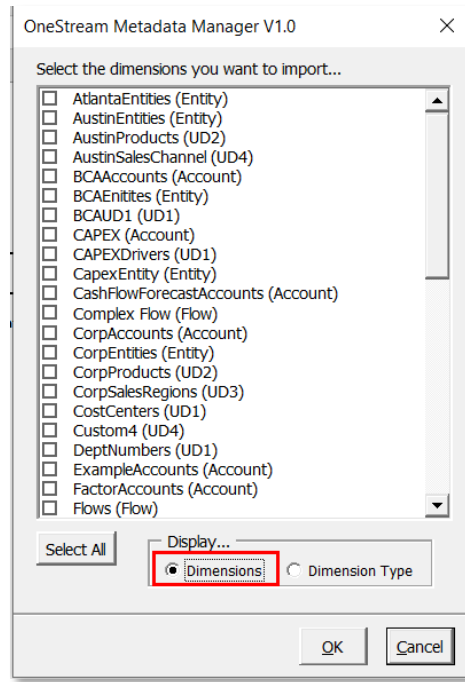 OneStream Metadata Manager V1.0
Select the dimensions you want to import...
AtlantaEntities (Entity)
AustinEntities (Entity)
AustinProducts (UD2)
AustinSalesChannel (UD4)
BCAAccounts (Account)
BCAEnitites (Entity)
BCAUD1 (UD1)
CAPEX (Account)
CAPEXDrivers (UD1)
CapexEntity (Entity)
CashFlowForecastAccounts (Account)
Complex Flow (Flow)
CorpAccounts (Account)
CorpEntities (Entity)
CorpProducts (UD2)
CorpSalesRegions (UD3)
CostCenters (UD1)
Custom4 (UD4)
DeptNumbers (UD1)
ExampleAccounts (Account)
FactorAccounts (Account)
Flows (Flow)
Select All
Display...
Dimensions
Dimension Type
OK
Cancel